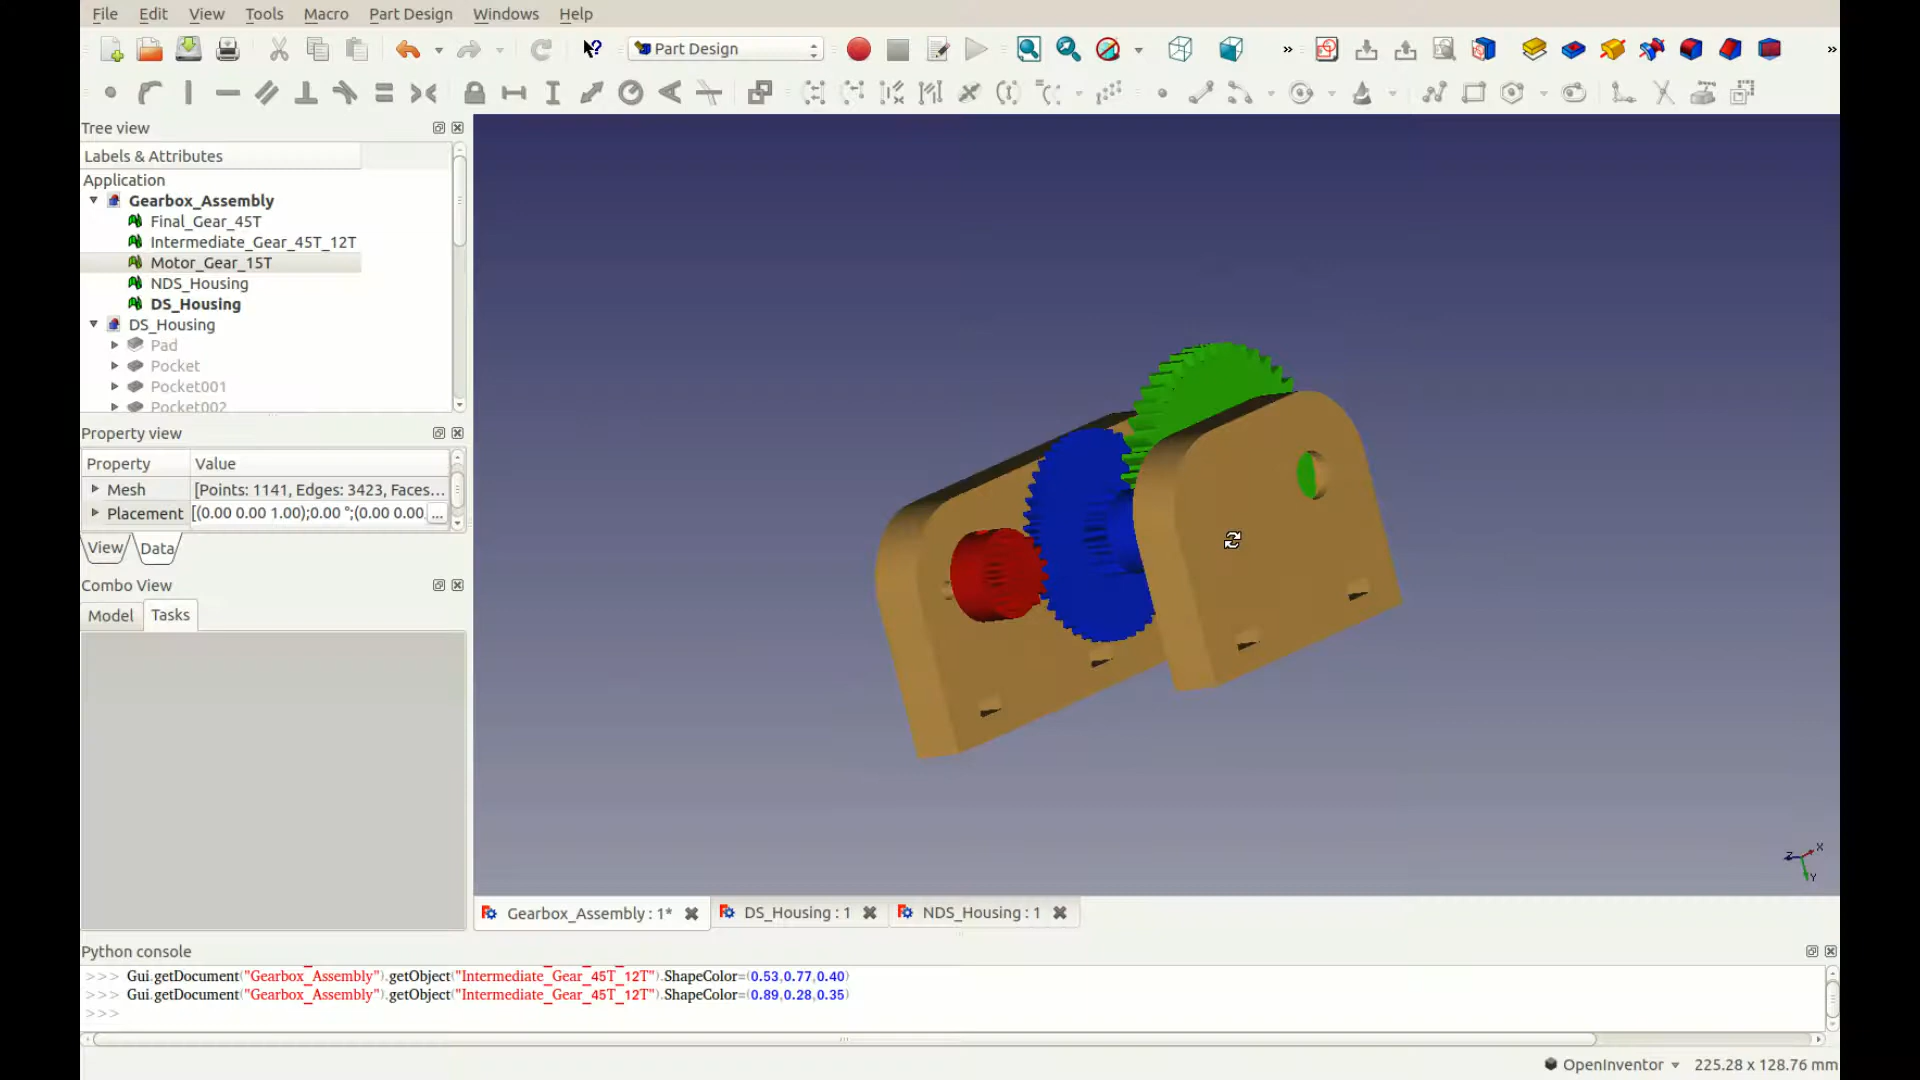 File Edit View Tools Macro Part Design Windows Help
Part Design
Tree view
Labels & Attributes
Application
Gearbox_Assembly
Final_Gear_45T
Intermediate_Gear_45T_12T
Motor_Gear_15T
NDS_Housing
DS_Housing
DS_Housing
Pad
Pocket
Pocket001
Pocket002
Property view
Property Value
Mesh [Points: 1141, Edges: 3423, Faces...
Placement [(0.00 0.00 1.00);0.00 °;(0.00 0.00. ...
View Data
Combo View
Model Tasks
Z X
Y
Gearbox_Assembly : 1* DS_Housing : 1 NDS_Housing : 1
Python console
>>> Gui.getDocument("Gearbox_Assembly").getObject("Intermediate_Gear_45T_12T").ShapeColor=(0.53,0.77,0.40)
>>> Gui.getDocument("Gearbox_Assembly").getObject("Intermediate_Gear_45T_12T").ShapeColor=(0.89,0.28,0.35)
>>>
OpenInventor 225.28 x 128.76 mm